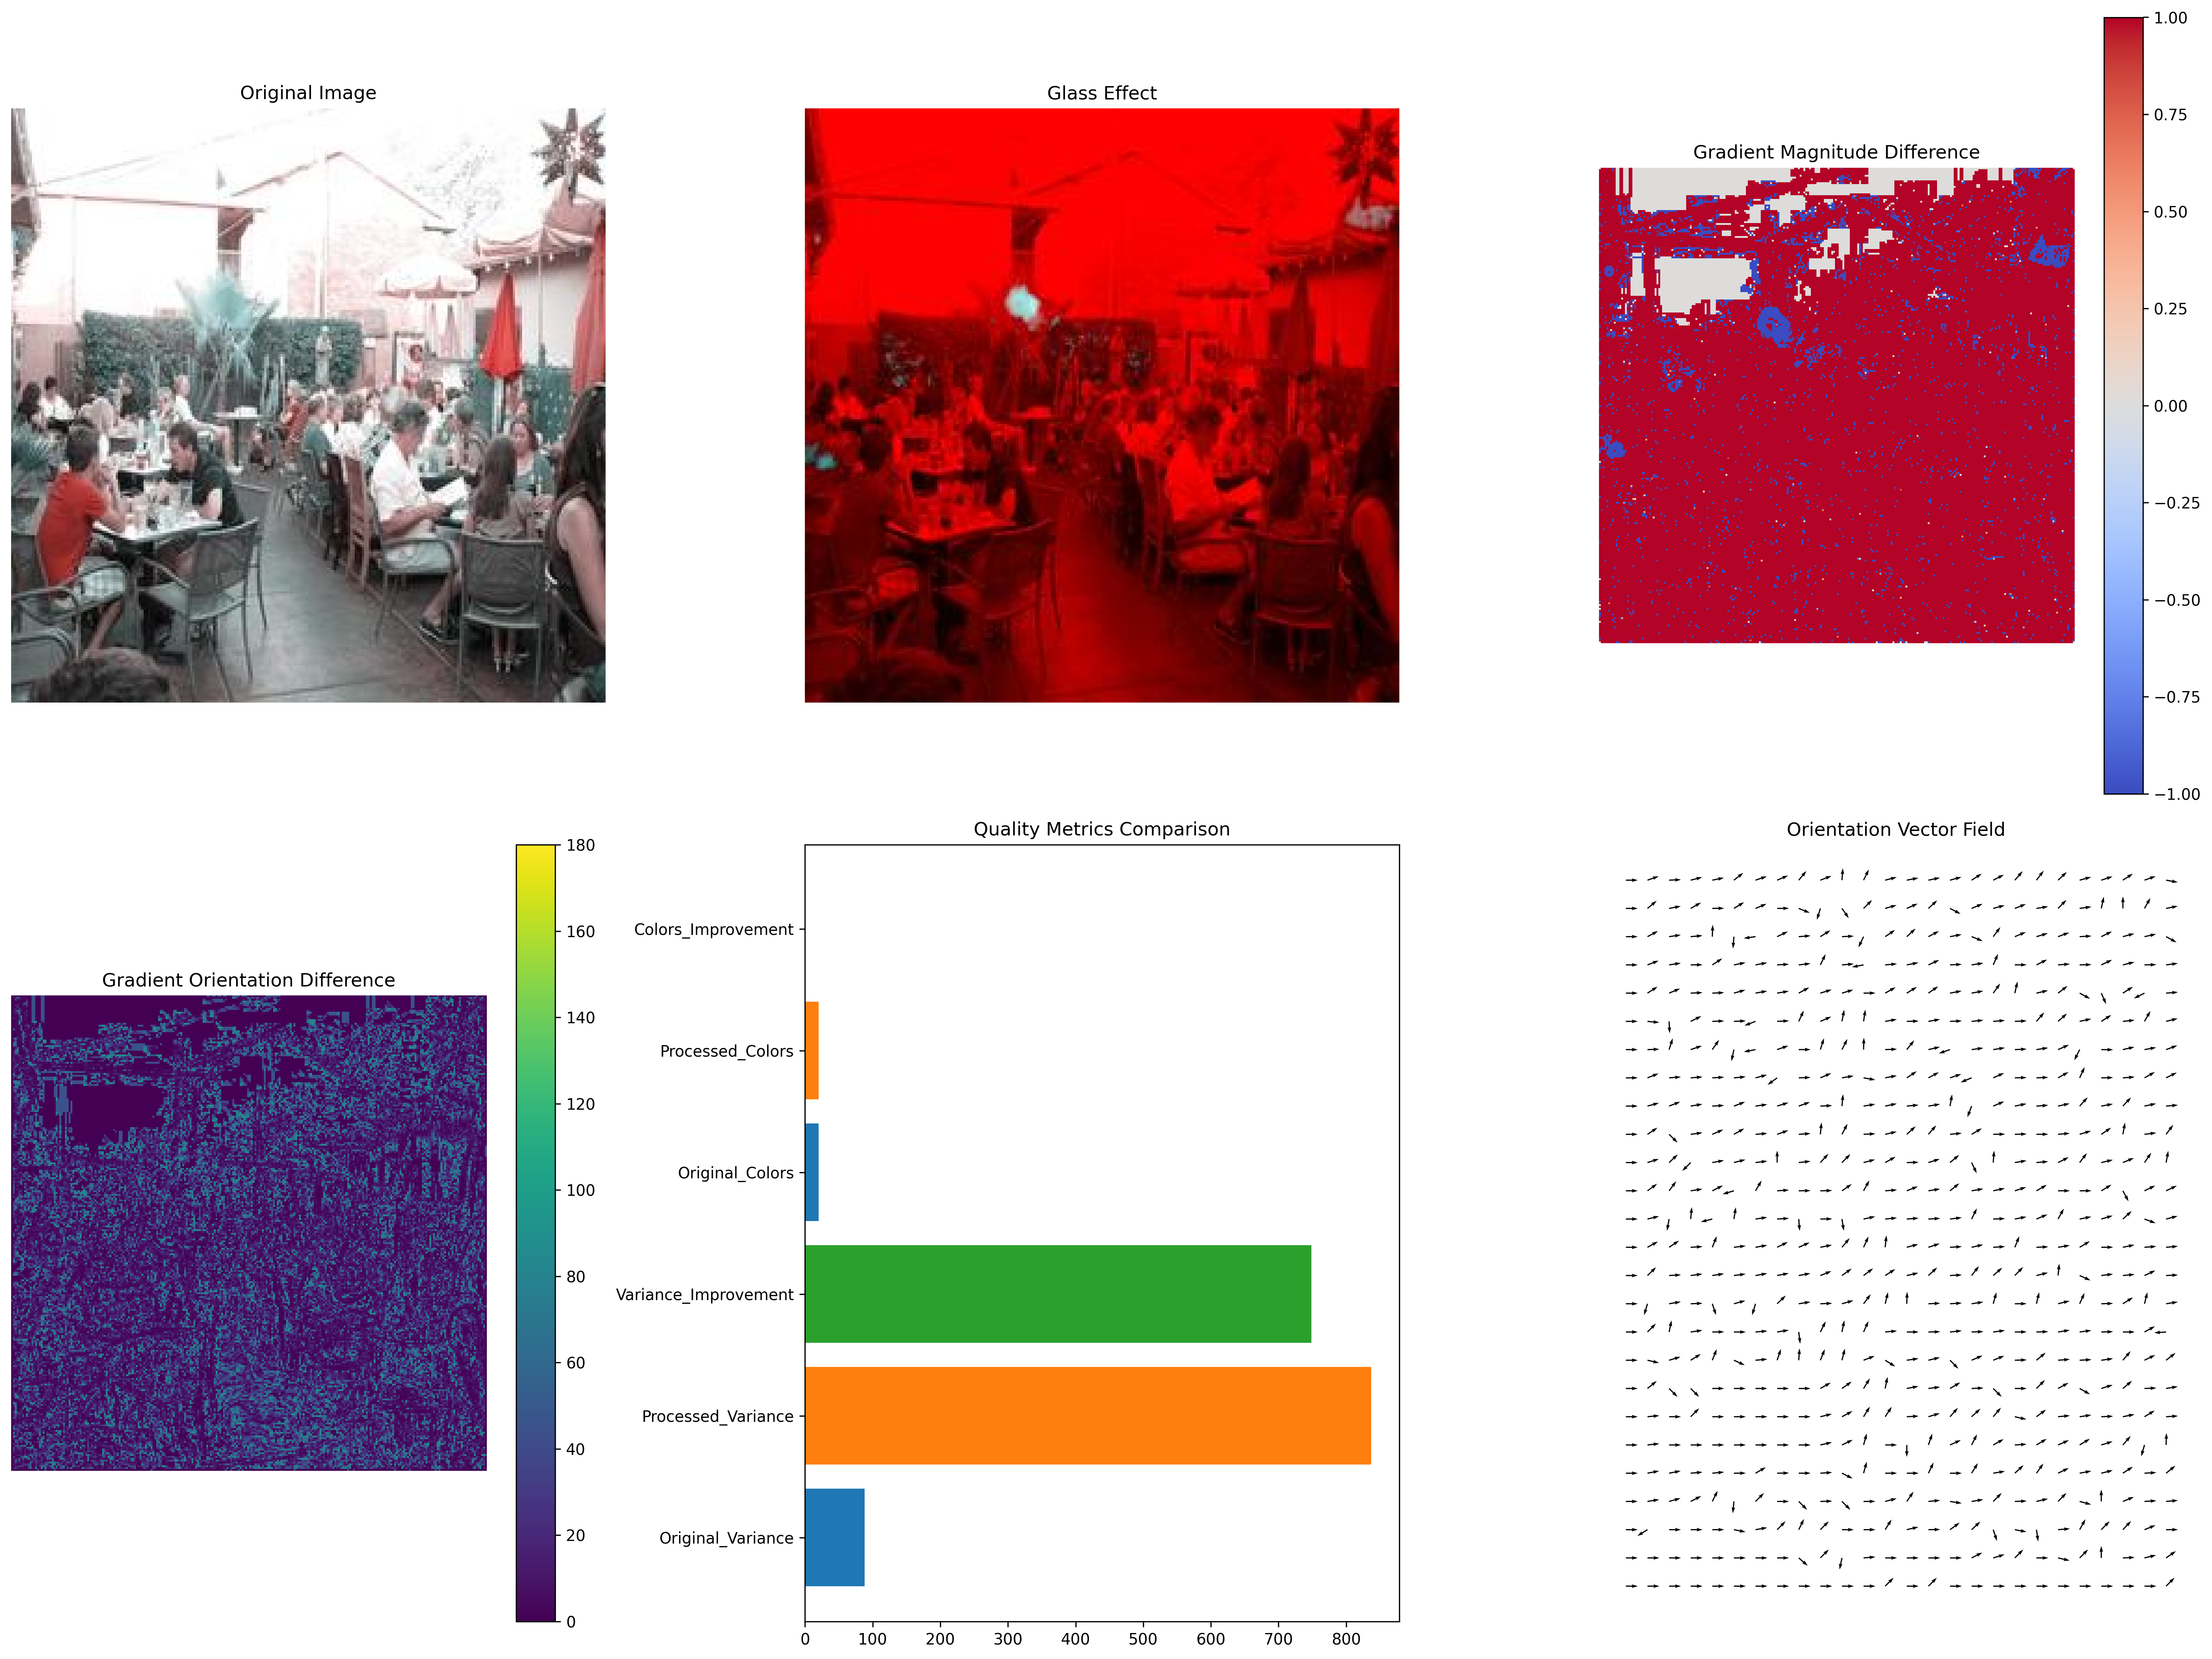 Original Image
Glass Effect
Gradient Magnitude Difference
1.00
0.75
0.50
0.25
0.00
−0.25
−0.50
−0.75
−1.00
Gradient Orientation Difference
180
160
140
120
100
80
60
40
20
0
Quality Metrics Comparison
Colors_Improvement
Processed_Colors
Original_Colors
Variance_Improvement
Processed_Variance
Original_Variance
0 100 200 300 400 500 600 700 800
Orientation Vector Field